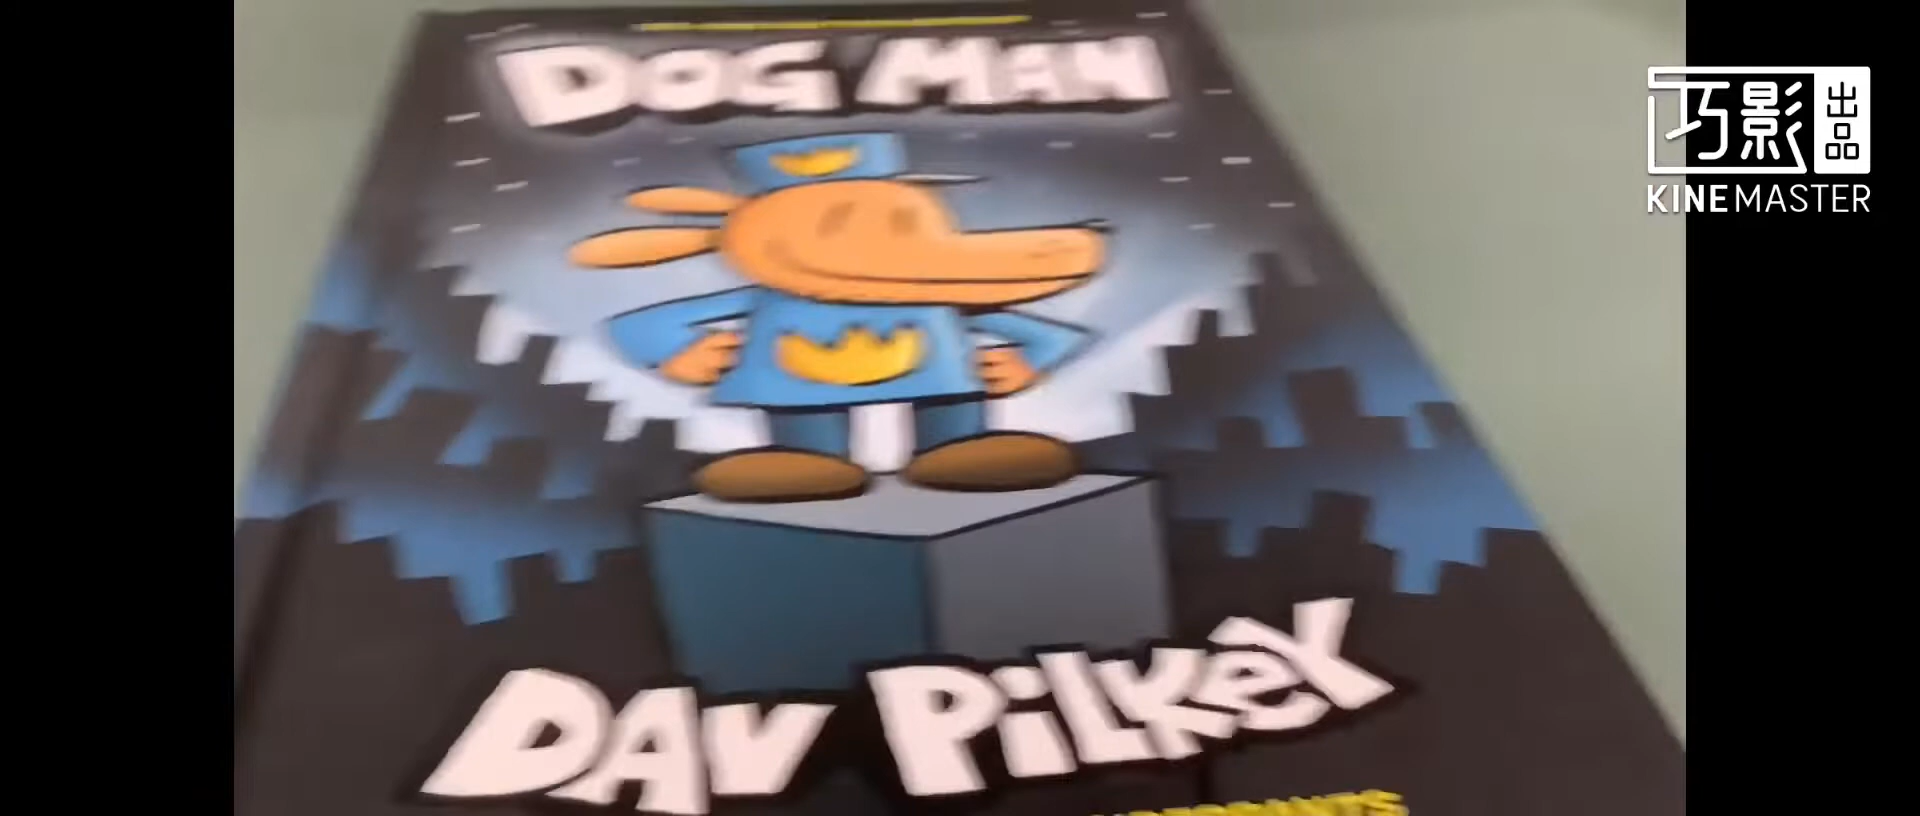 DOG MAN
巧影出品
KINEMASTER
DAV PiLKeY